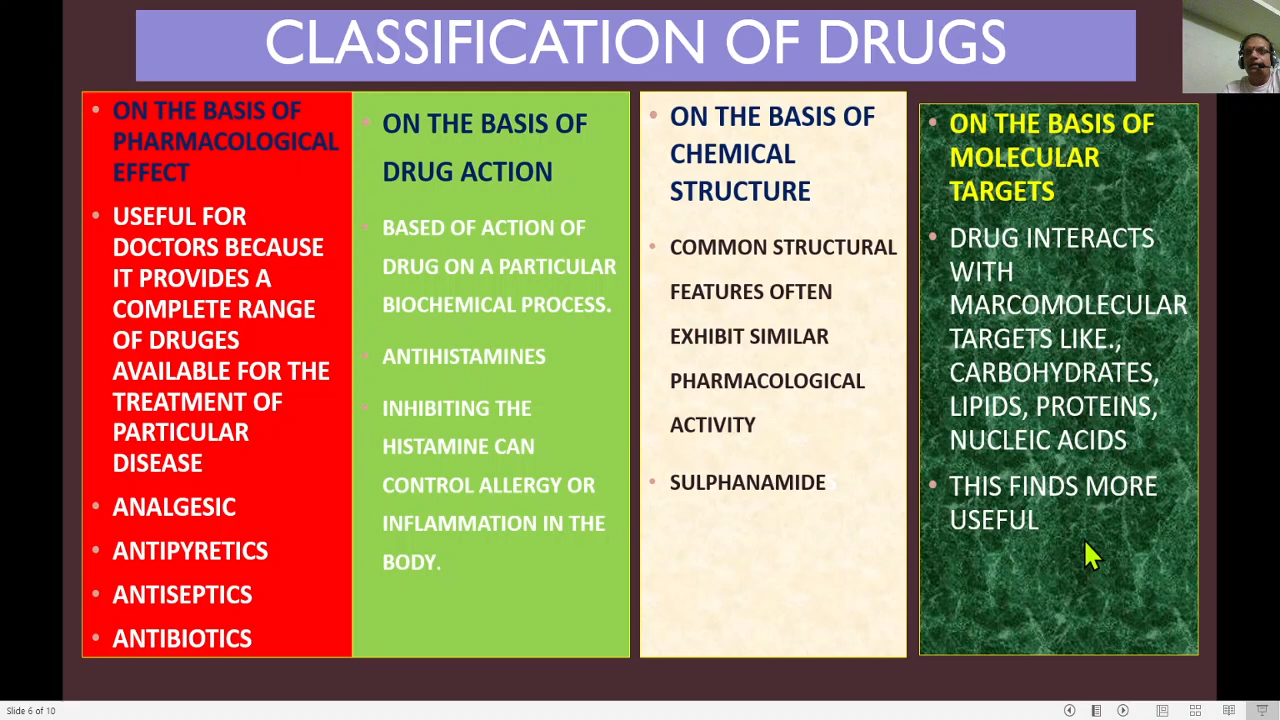 CLASSIFICATION OF DRUGS
ON THE BASIS OF
PHARMACOLOGICAL
EFFECT
USEFUL FOR
DOCTORS BECAUSE
IT PROVIDES A
COMPLETE RANGE
OF DRUGES
AVAILABLE FOR THE
TREATMENT OF
PARTICULAR
DISEASE
ANALGESIC
ANTIPYRETICS
ANTISEPTICS
ANTIBIOTICS
ON THE BASIS OF
DRUG ACTION
BASED OF ACTION OF
DRUG ON A PARTICULAR
BIOCHEMICAL PROCESS.
ANTIHISTAMINES
INHIBITING THE
HISTAMINE CAN
CONTROL ALLERGY OR
INFLAMMATION IN THE
BODY.
ON THE BASIS OF
CHEMICAL
STRUCTURE
COMMON STRUCTURAL
FEATURES OFTEN
EXHIBIT SIMILAR
PHARMACOLOGICAL
ACTIVITY
SULPHANAMIDES
ON THE BASIS OF
MOLECULAR
TARGETS
DRUG INTERACTS
WITH
MARCOMOLECULAR
TARGETS LIKE.,
CARBOHYDRATES,
LIPIDS, PROTEINS,
NUCLEIC ACIDS
THIS FINDS MORE
USEFUL
Slide 6 of 10